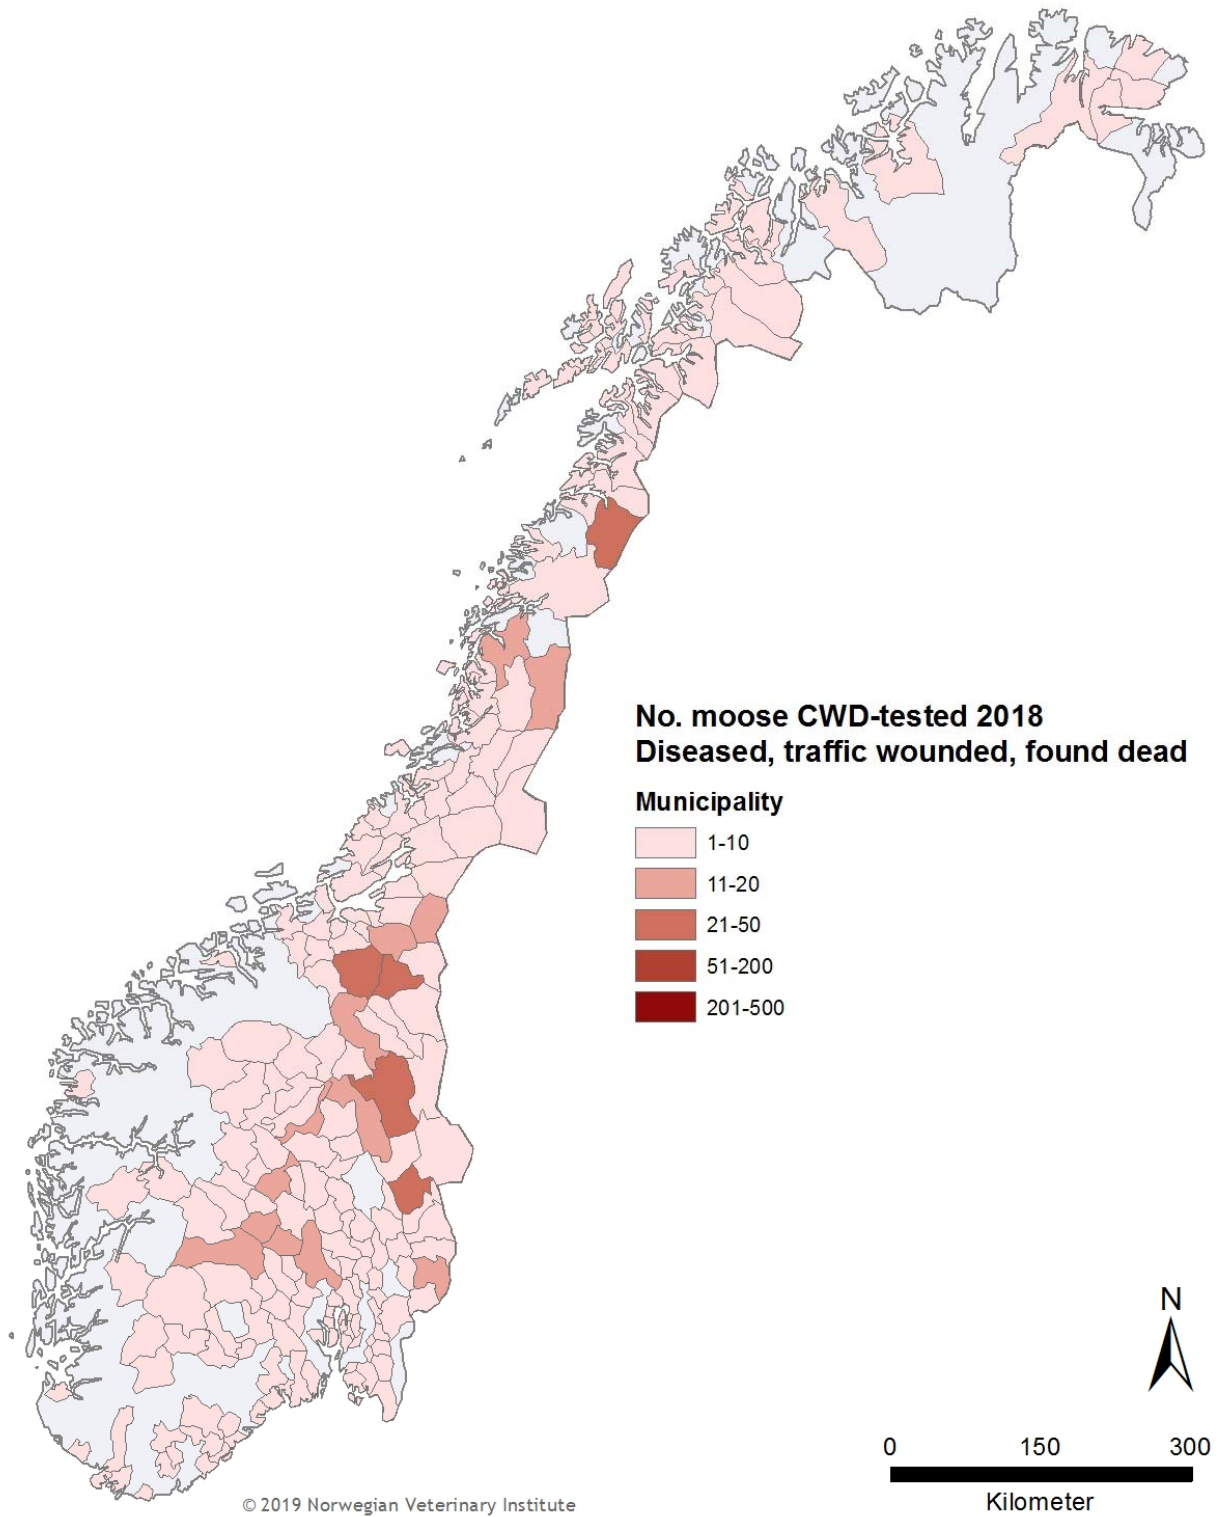 No. moose CWD-tested 2018
Diseased, traffic wounded, found dead
Municipality
1-10
11-20
21-50
51-200
201-500
N
0 150 300
Kilometer
© 2019 Norwegian Veterinary Institute